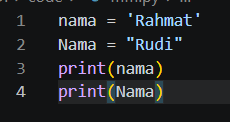 1 nama = 'Rahmat'
2 Nama = "Rudi"
3 print(nama)
4 print(Nama)